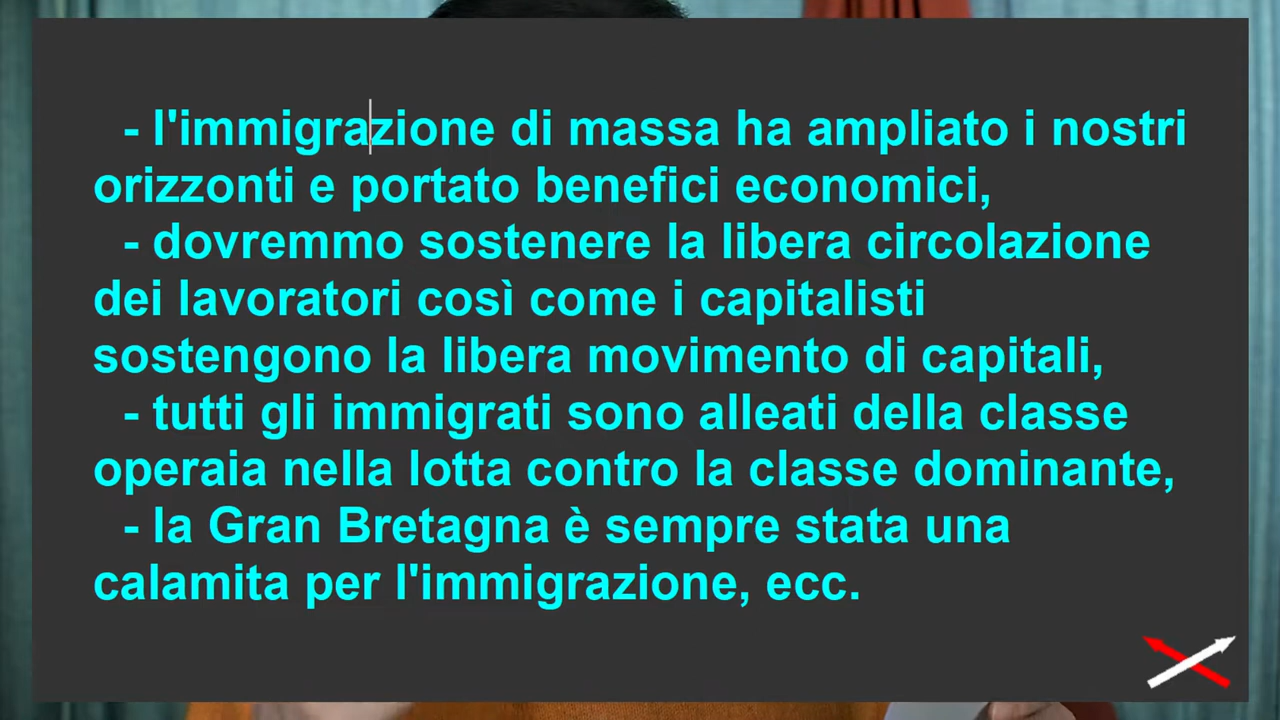 - l'immigrazione di massa ha ampliato i nostri
orizzonti e portato benefici economici,
- dovremmo sostenere la libera circolazione
dei lavoratori così come i capitalisti
sostengono la libera movimento di capitali,
- tutti gli immigrati sono alleati della classe
operaia nella lotta contro la classe dominante,
- la Gran Bretagna è sempre stata una
calamita per l'immigrazione, ecc.